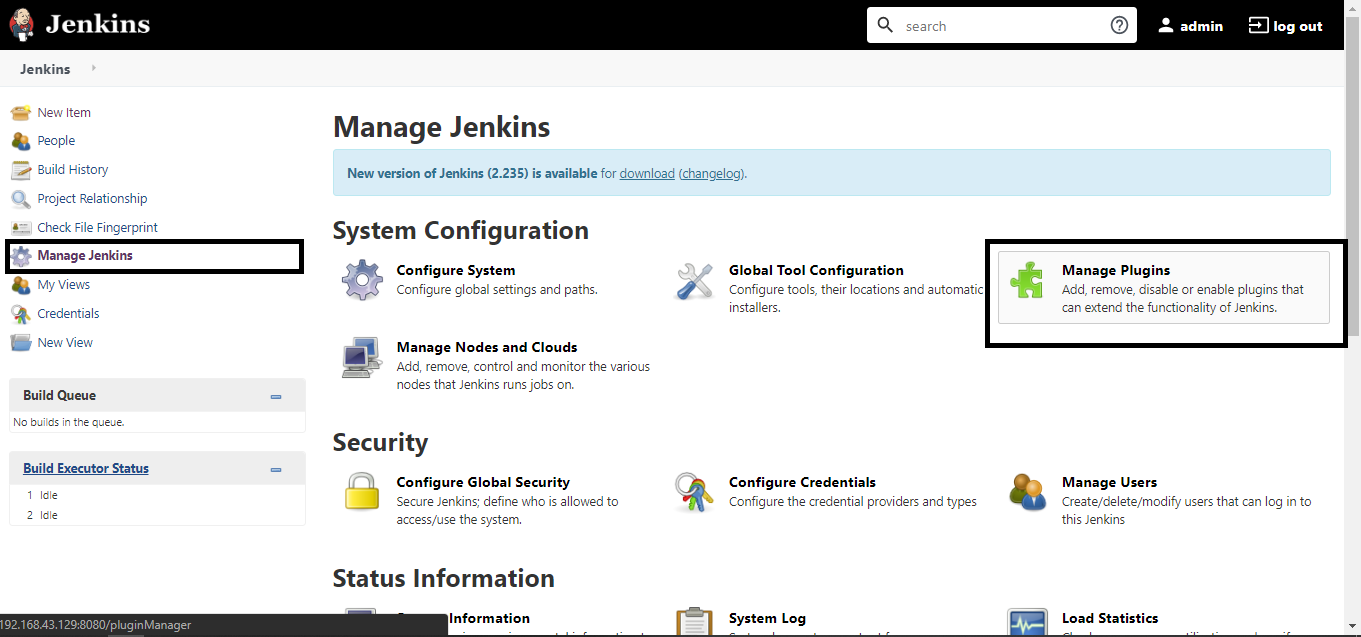 Jenkins
search
admin
log out
Jenkins
New Item
People
Build History
Project Relationship
Check File Fingerprint
Manage Jenkins
My Views
Credentials
New View
Build Queue
No builds in the queue.
Build Executor Status
1 Idle
2 Idle
Manage Jenkins
New version of Jenkins (2.235) is available for download (changelog).
System Configuration
Configure System
Configure global settings and paths.
Global Tool Configuration
Configure tools, their locations and automatic
installers.
Manage Plugins
Add, remove, disable or enable plugins that
can extend the functionality of Jenkins.
Manage Nodes and Clouds
Add, remove, control and monitor the various
nodes that Jenkins runs jobs on.
Security
Configure Global Security
Secure Jenkins; define who is allowed to
access/use the system.
Configure Credentials
Configure the credential providers and types
Manage Users
Create/delete/modify users that can log in to
this Jenkins
Status Information
Information
System Log
Load Statistics
192.168.43.129:8080/pluginManager